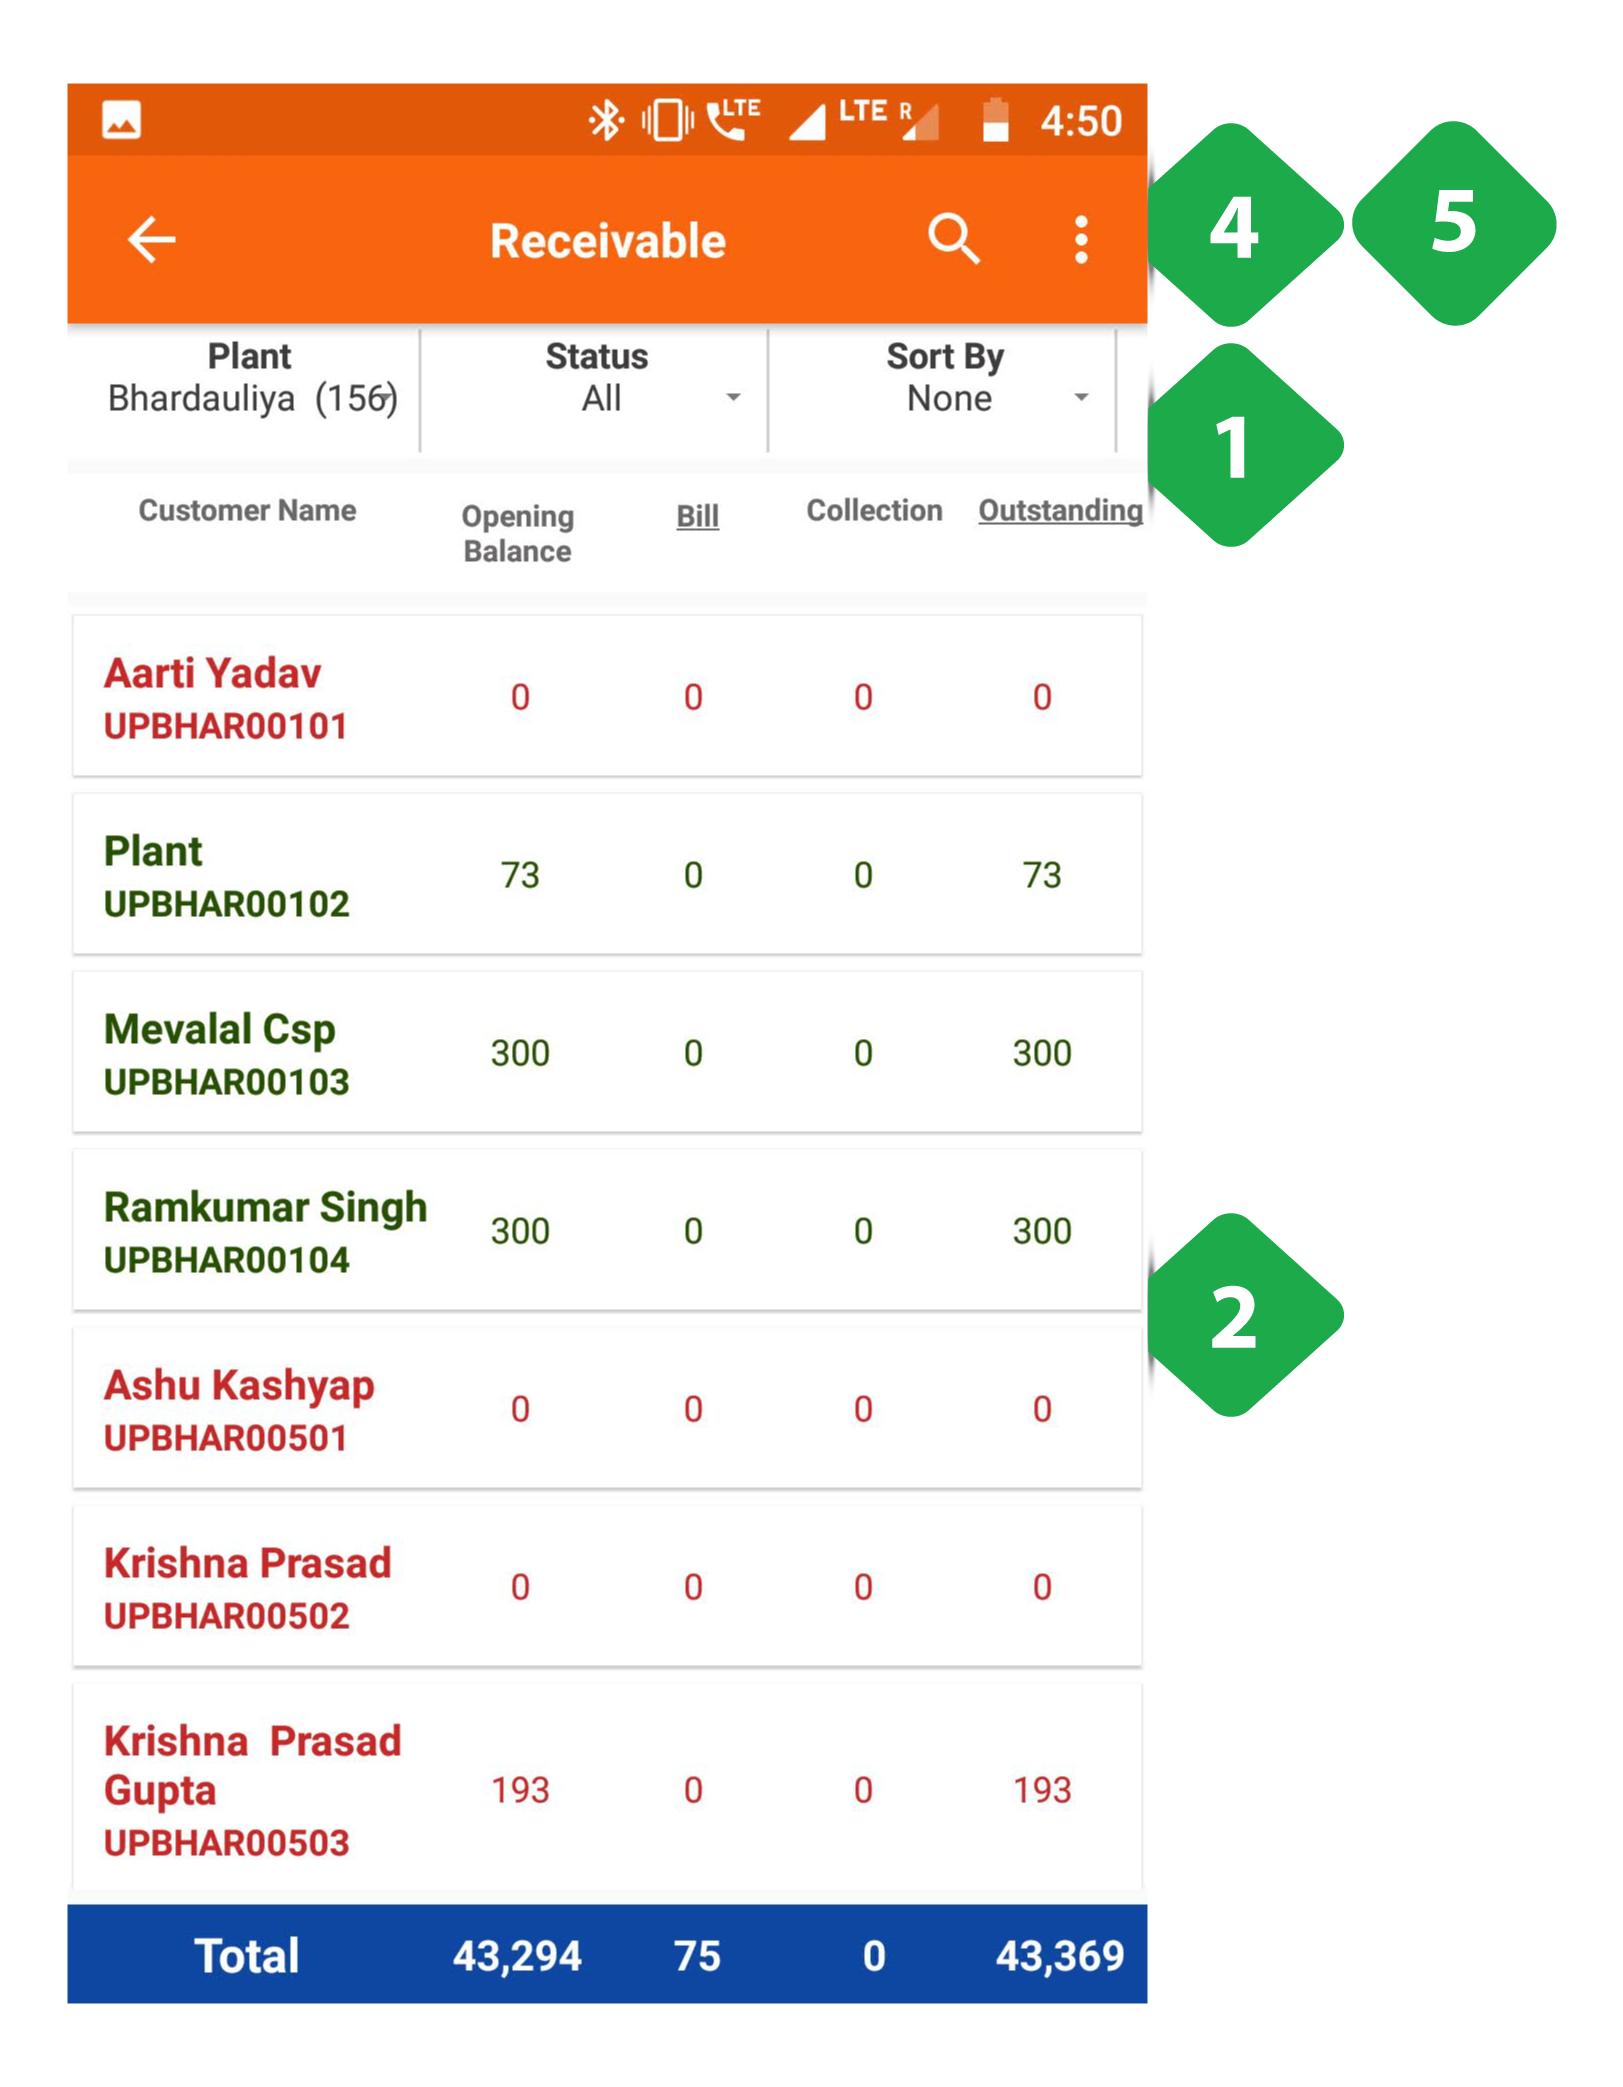 LTE LTE R 4:50
Receivable
4 5
Plant Status Sort By
Bhardauliya (156) All None
1
Customer Name Opening Balance Bill Collection Outstanding
Aarti Yadav
UPBHAR00101 0 0 0 0
Plant
UPBHAR00102 73 0 0 73
Mevalal Csp
UPBHAR00103 300 0 0 300
Ramkumar Singh
UPBHAR00104 300 0 0 300
2
Ashu Kashyap
UPBHAR00501 0 0 0 0
Krishna Prasad
UPBHAR00502 0 0 0 0
Krishna Prasad
Gupta
UPBHAR00503 193 0 0 193
Total 43,294 75 0 43,369